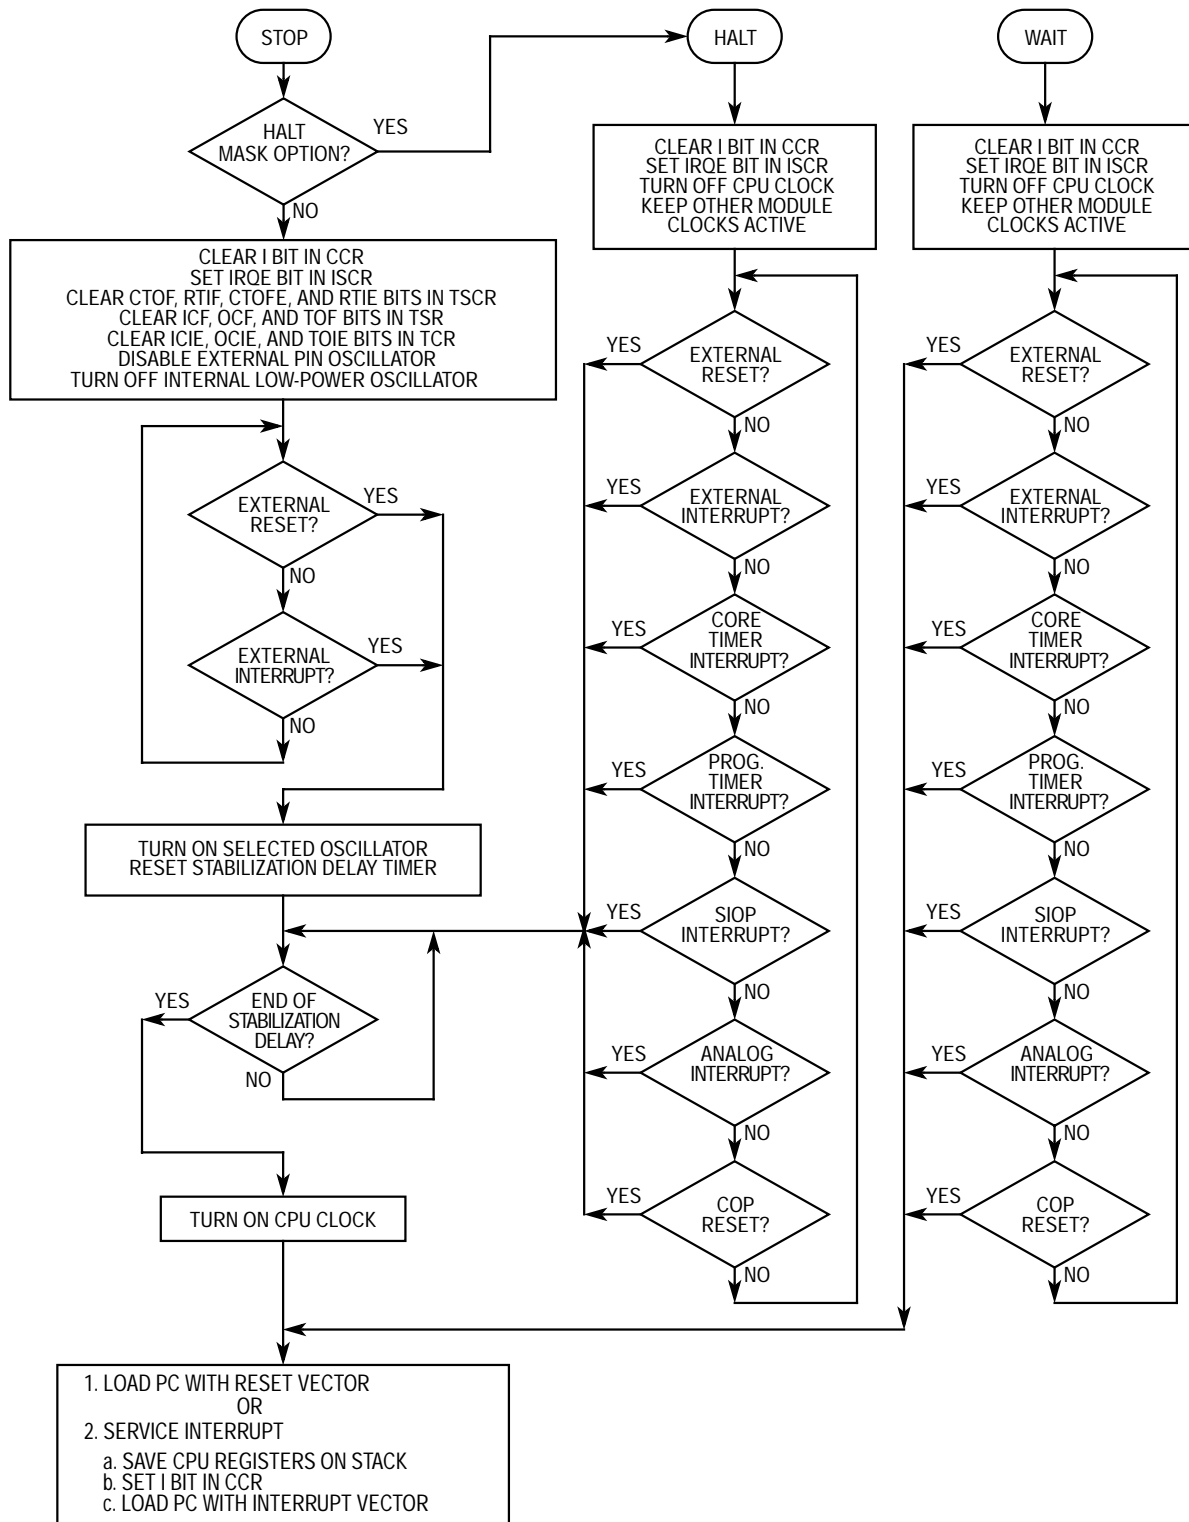 STOP
HALT
MASK OPTION?
YES
NO
CLEAR I BIT IN CCR
SET IRQE BIT IN ISCR
CLEAR CTOF, RTIF, CTOFE, AND RTIE BITS IN TSCR
CLEAR ICF, OCF, AND TOF BITS IN TSR
CLEAR ICIE, OCIE, AND TOIE BITS IN TCR
DISABLE EXTERNAL PIN OSCILLATOR
TURN OFF INTERNAL LOW-POWER OSCILLATOR
EXTERNAL
RESET?
YES
NO
EXTERNAL
INTERRUPT?
YES
NO
TURN ON SELECTED OSCILLATOR
RESET STABILIZATION DELAY TIMER
YES
END OF
STABILIZATION
DELAY?
NO
TURN ON CPU CLOCK
1. LOAD PC WITH RESET VECTOR
OR
2. SERVICE INTERRUPT
a. SAVE CPU REGISTERS ON STACK
b. SET I BIT IN CCR
c. LOAD PC WITH INTERRUPT VECTOR
HALT
CLEAR I BIT IN CCR
SET IRQE BIT IN ISCR
TURN OFF CPU CLOCK
KEEP OTHER MODULE
CLOCKS ACTIVE
YES
EXTERNAL
RESET?
NO
YES
EXTERNAL
INTERRUPT?
NO
YES
CORE
TIMER
INTERRUPT?
NO
YES
PROG.
TIMER
INTERRUPT?
NO
YES
SIOP
INTERRUPT?
NO
YES
ANALOG
INTERRUPT?
NO
YES
COP
RESET?
NO
WAIT
CLEAR I BIT IN CCR
SET IRQE BIT IN ISCR
TURN OFF CPU CLOCK
KEEP OTHER MODULE
CLOCKS ACTIVE
YES
EXTERNAL
RESET?
NO
YES
EXTERNAL
INTERRUPT?
NO
YES
CORE
TIMER
INTERRUPT?
NO
YES
PROG.
TIMER
INTERRUPT?
NO
YES
SIOP
INTERRUPT?
NO
YES
ANALOG
INTERRUPT?
NO
YES
COP
RESET?
NO